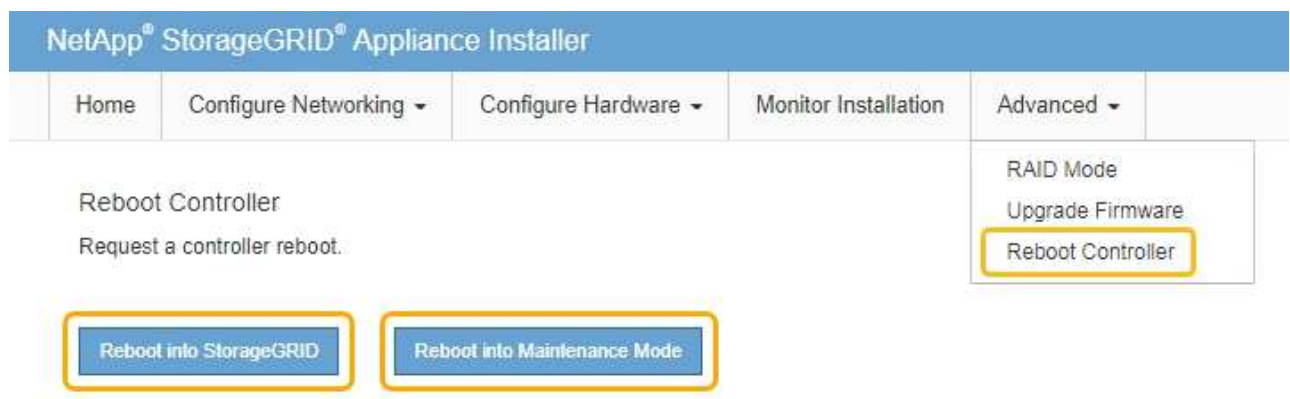 NetApp® StorageGRID® Appliance Installer
Home Configure Networking Configure Hardware Monitor Installation Advanced
RAID Mode
Upgrade Firmware
Reboot Controller
Reboot Controller
Request a controller reboot.
Reboot into StorageGRID Reboot into Maintenance Mode